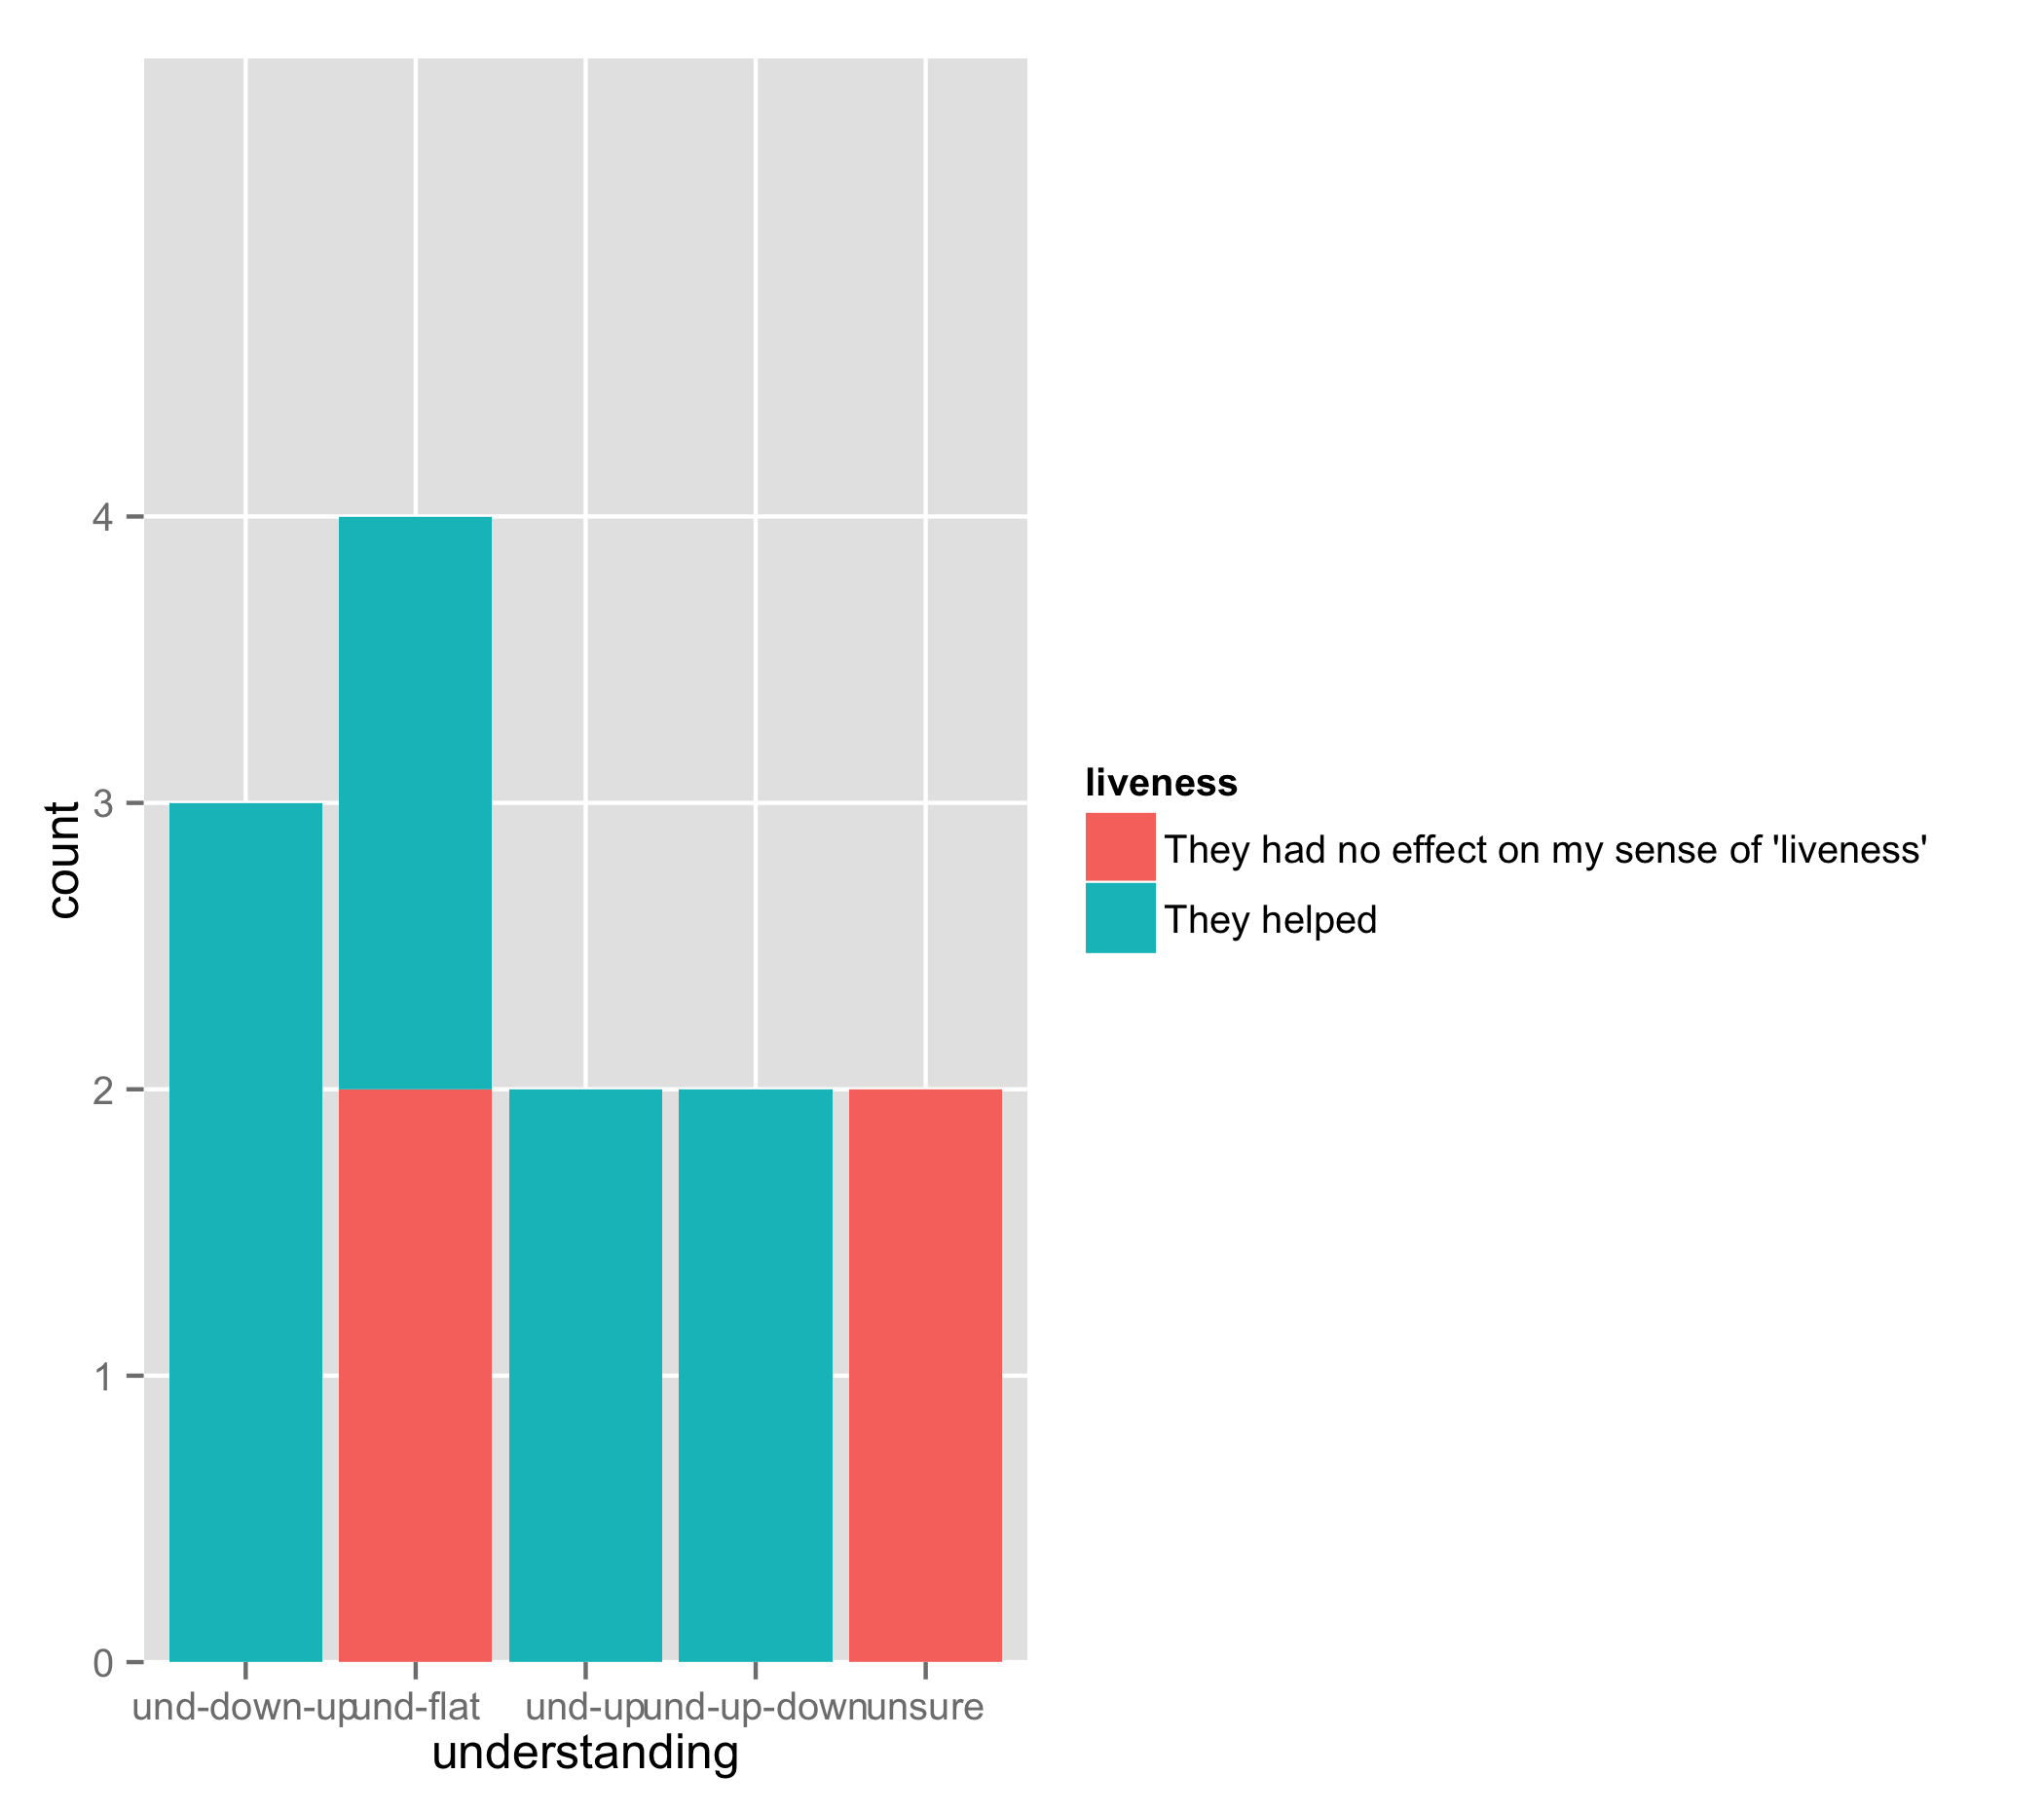 count
4
3
2
1
0
und-down-up
und-flat
und-up
und-up-down
unsure
understanding
liveness
They had no effect on my sense of 'liveness'
They helped